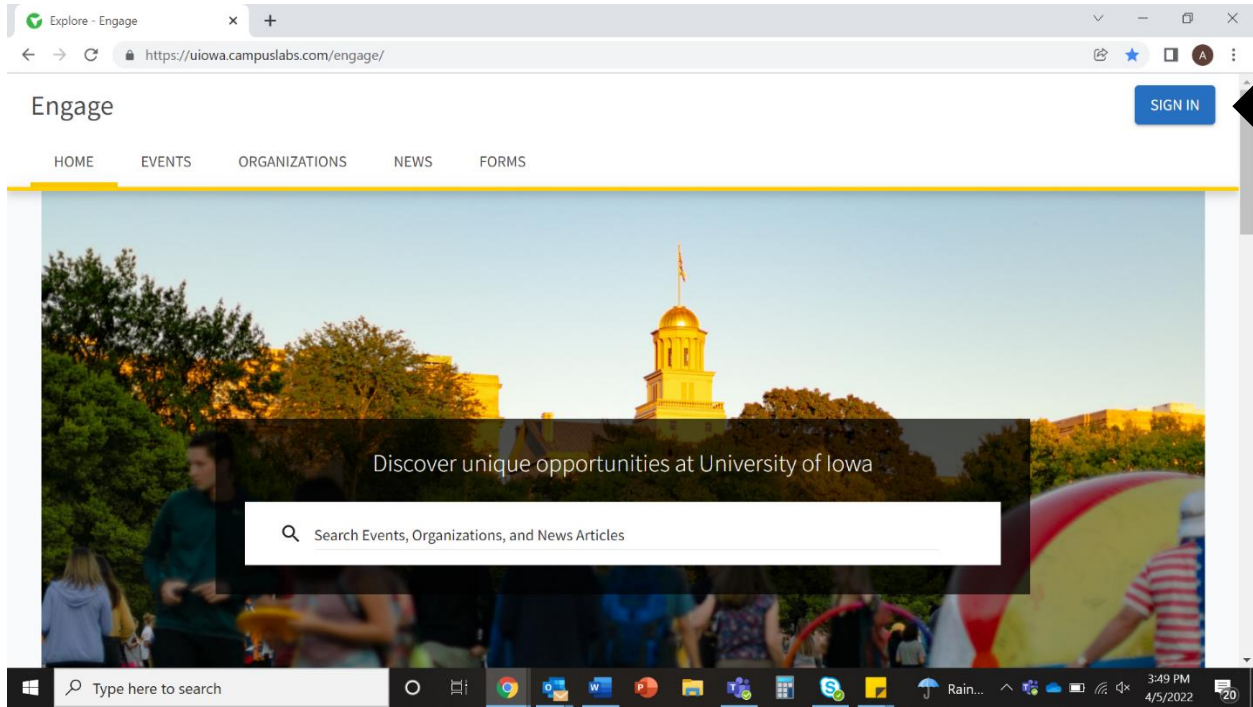 Explore - Engage
https://uiowa.campuslabs.com/engage/
A
Engage
SIGN IN
HOME EVENTS ORGANIZATIONS NEWS FORMS
Discover unique opportunities at University of Iowa
Search Events, Organizations, and News Articles
Type here to search
Rain...
3:49 PM
4/5/2022
20